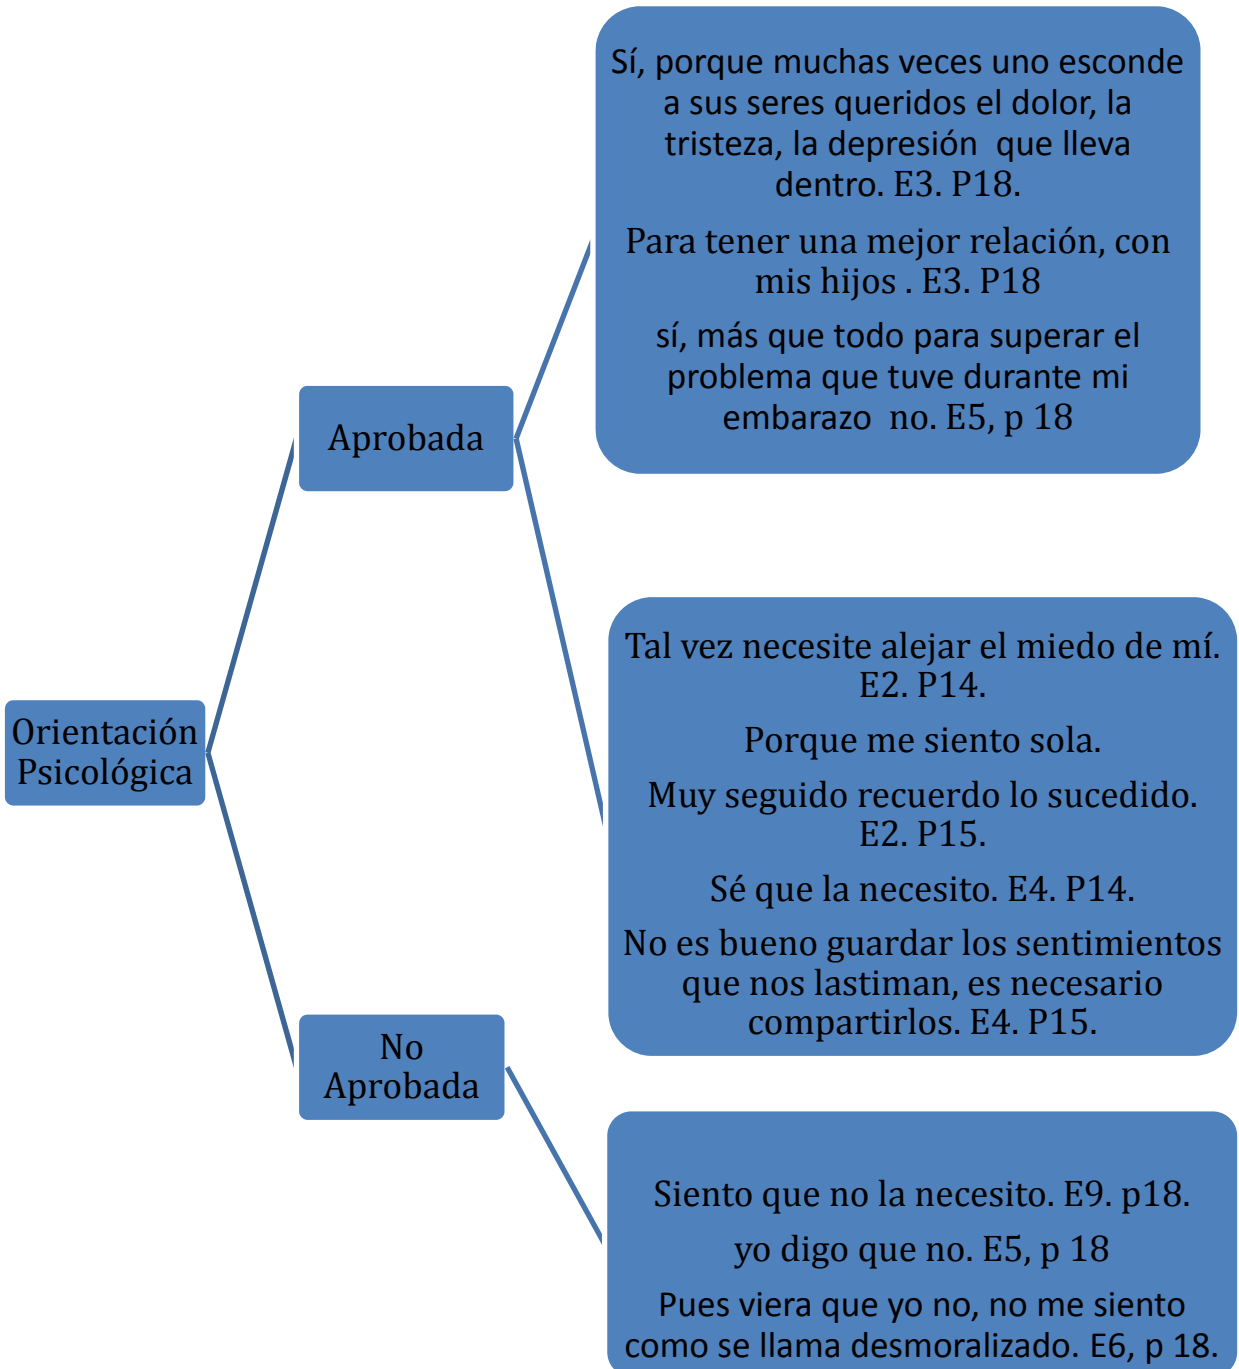 Orientación
Psicológica
Aprobada
Sí, porque muchas veces uno esconde
a sus seres queridos el dolor, la
tristeza, la depresión  que lleva
dentro. E3. P18.
Para tener una mejor relación, con
mis hijos . E3. P18
sí, más que todo para superar el
problema que tuve durante mi
embarazo  no. E5, p 18
Tal vez necesite alejar el miedo de mí.
E2. P14.
Porque me siento sola.
Muy seguido recuerdo lo sucedido.
E2. P15.
Sé que la necesito. E4. P14.
No es bueno guardar los sentimientos
que nos lastiman, es necesario
compartirlos. E4. P15.
No
Aprobada
Siento que no la necesito. E9. p18.
yo digo que no. E5, p 18
Pues viera que yo no, no me siento
como se llama desmoralizado. E6, p 18.